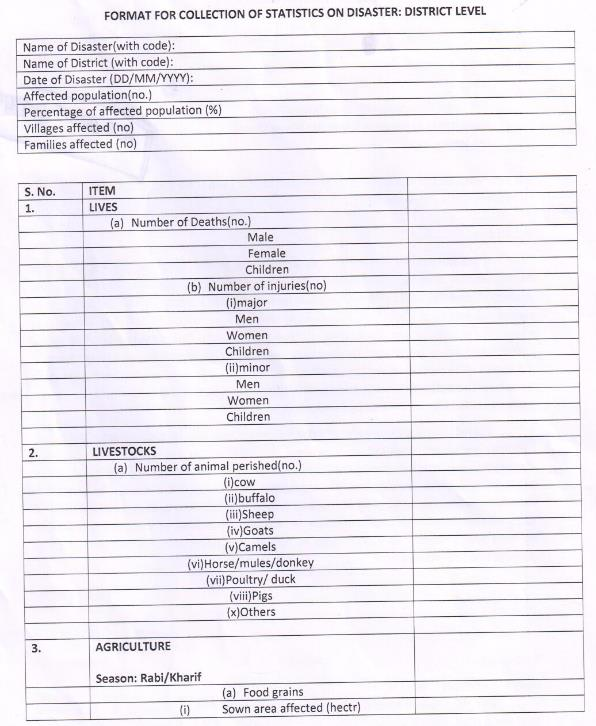 FORMAT FOR COLLECTION OF STATISTICS ON DISASTER: DISTRICT LEVEL
Name of Disaster(with code):
Name of District (with code):
Date of Disaster (DD/MM/YYYY):
Affected population(no.)
Percentage of affected population (%)
Villages affected (no)
Families affected (no)
S. No. ITEM
1. LIVES
(a) Number of Deaths(no.)
Male
Female
Children
(b) Number of injuries(no)
(i)major
Men
Women
Children
(ii)minor
Men
Women
Children
2. LIVESTOCKS
(a) Number of animal perished(no.)
(i)cow
(ii)buffalo
(iii)Sheep
(iv)Goats
(v)Camels
(vi)Horse/mules/donkey
(vii)Poultry/ duck
(viii)Pigs
(x)Others
3. AGRICULTURE
Season: Rabi/Kharif
(a) Food grains
(i) Sown area affected (hectr)